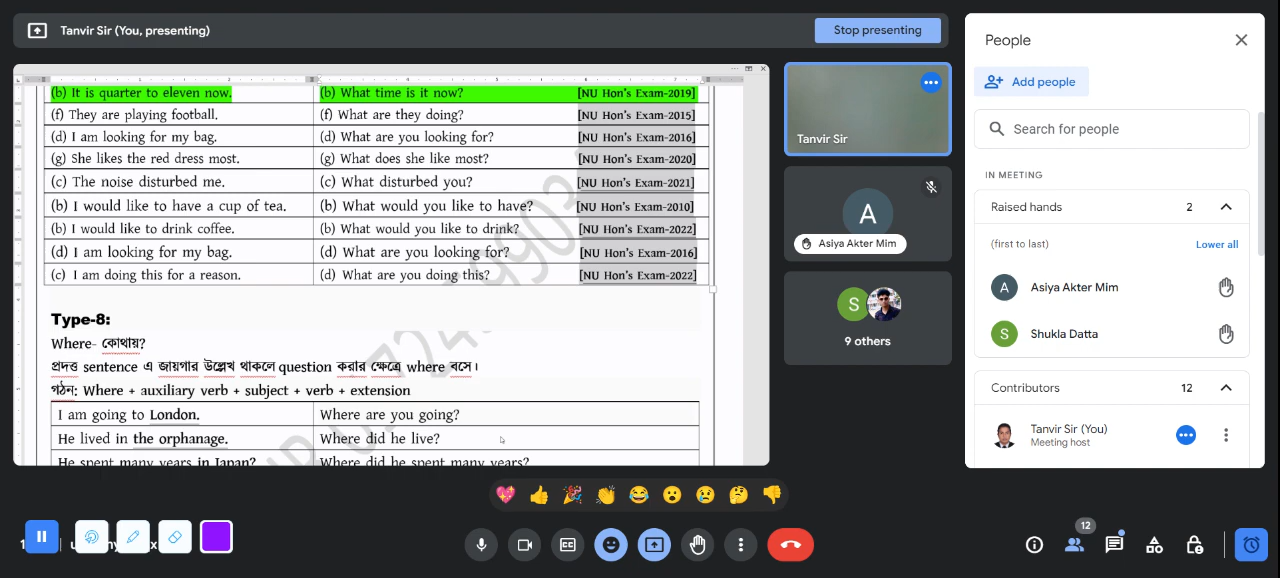 Tanvir Sir (You, presenting)
Stop presenting
(b) It is quarter to eleven now. (b) What time is it now? [NU Hon's Exam-2019]
(f) They are playing football. (f) What are they doing? [NU Hon's Exam-2015]
(d) I am looking for my bag. (d) What are you looking for? [NU Hon's Exam-2016]
(g) She likes the red dress most. (g) What does she like most? [NU Hon's Exam-2020]
(c) The noise disturbed me. (c) What disturbed you? [NU Hon's Exam-2021]
(b) I would like to have a cup of tea. (b) What would you like to have? [NU Hon's Exam-2010]
(b) I would like to drink coffee. (b) What would you like to drink? [NU Hon's Exam-2022]
(d) I am looking for my bag. (d) What are you looking for? [NU Hon's Exam-2016]
(c) I am doing this for a reason. (d) What are you doing this? [NU Hon's Exam-2022]
Type-8:
Where- কোথায়?
প্রদত্ত sentence এ জায়গার উল্লেখ থাকলে question করার ক্ষেত্রে where বসে।
গঠন: Where + auxiliary verb + subject + verb + extension
I am going to London. Where are you going?
He lived in the orphanage. Where did he live?
He spent many years in Japan? Where did he spent many years?
Tanvir Sir
A
Asiya Akter Mim
S
9 others
People
Add people
Search for people
IN MEETING
Raised hands 2
(first to last) Lower all
A Asiya Akter Mim
S Shukla Datta
Contributors 12
Tanvir Sir (You)
Meeting host
12